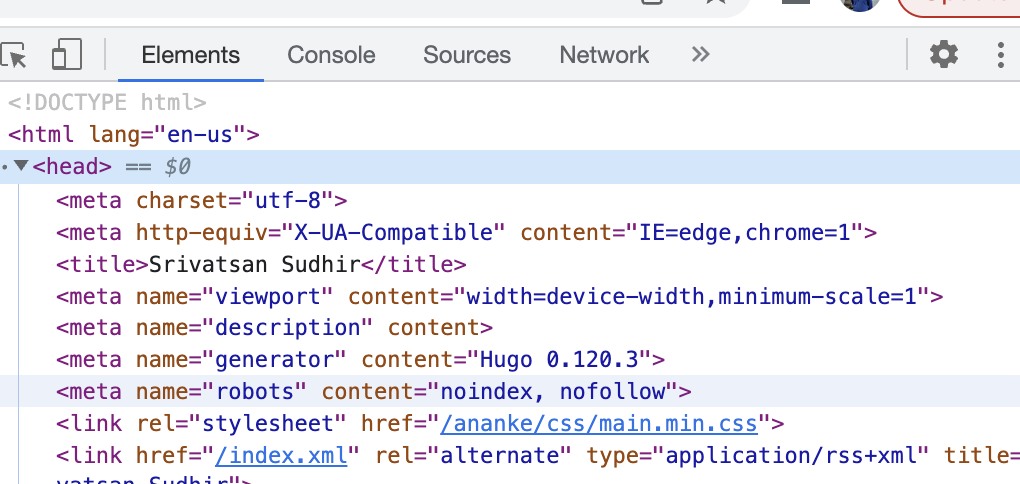 Elements Console Sources Network »
<!DOCTYPE html>
<html lang="en-us">
<head> == $0
<meta charset="utf-8">
<meta http-equiv="X-UA-Compatible" content="IE=edge,chrome=1">
<title>Srivatsan Sudhir</title>
<meta name="viewport" content="width=device-width,minimum-scale=1">
<meta name="description" content>
<meta name="generator" content="Hugo 0.120.3">
<meta name="robots" content="noindex, nofollow">
<link rel="stylesheet" href="/ananke/css/main.min.css">
<link href="/index.xml" rel="alternate" type="application/rss+xml" title=
vatsan Sudhir">